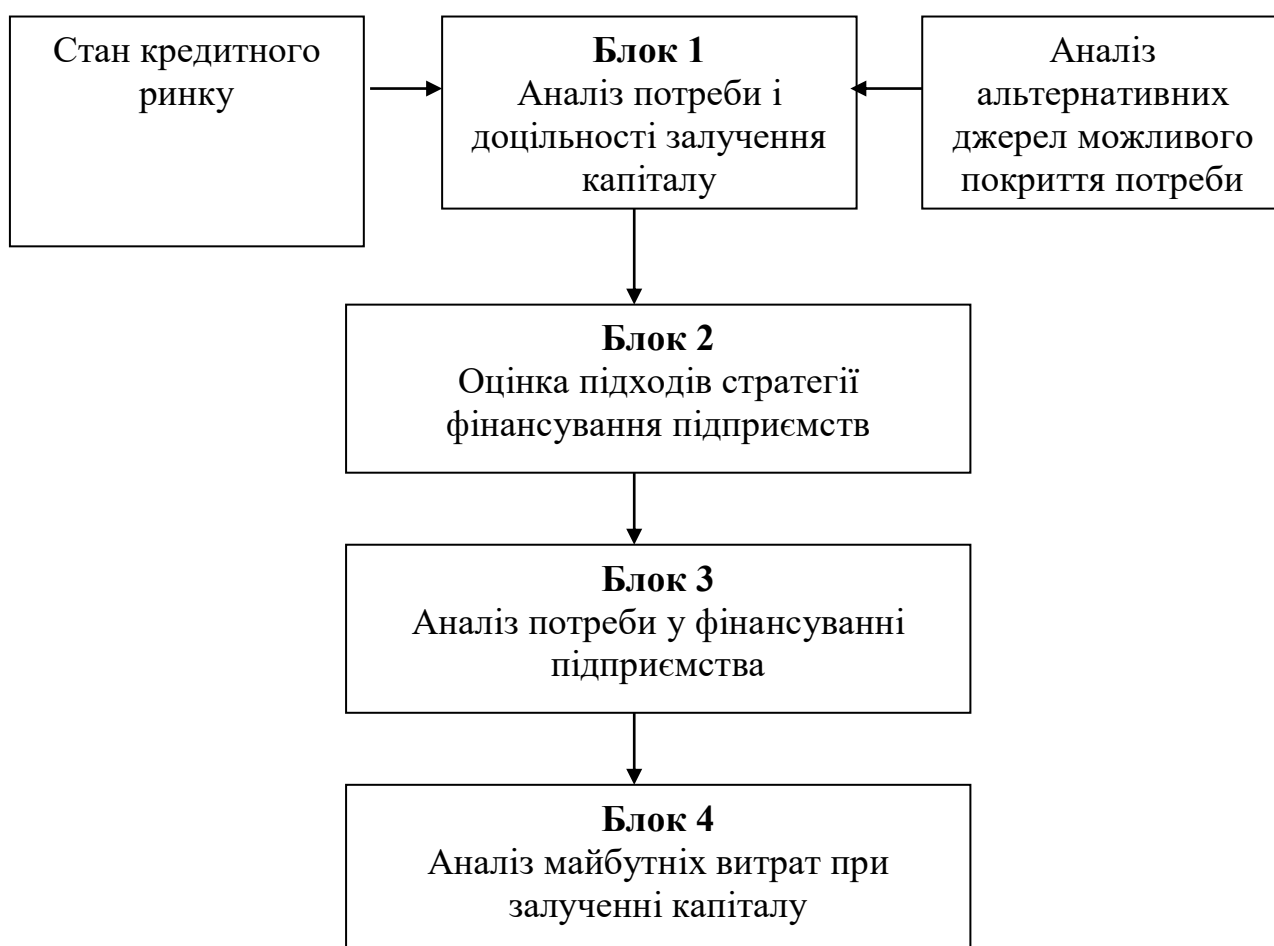 Стан кредитного
ринку
Блок 1
Аналіз потреби і
доцільності залучення
капіталу
Аналіз
альтернативних
джерел можливого
покриття потреби
Блок 2
Оцінка підходів стратегії
фінансування підприємств
Блок 3
Аналіз потреби у фінансуванні
підприємства
Блок 4
Аналіз майбутніх витрат при
залученні капіталу